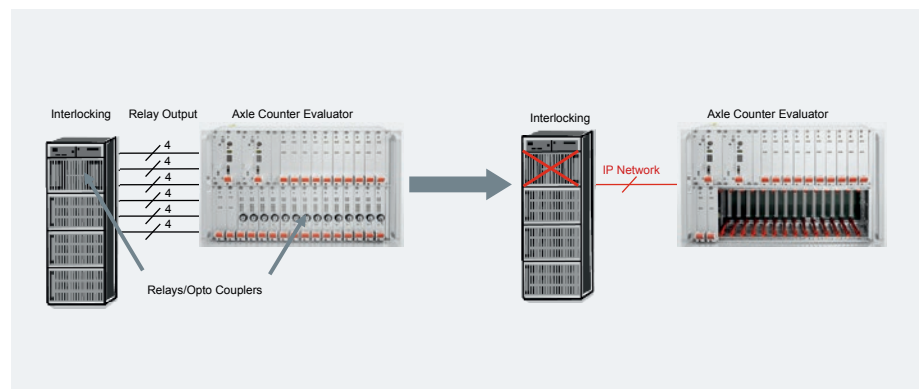 Interlocking
Relay Output
Axle Counter Evaluator
4
4
4
4
4
4
Relays/Opto Couplers
Interlocking
IP Network
Axle Counter Evaluator